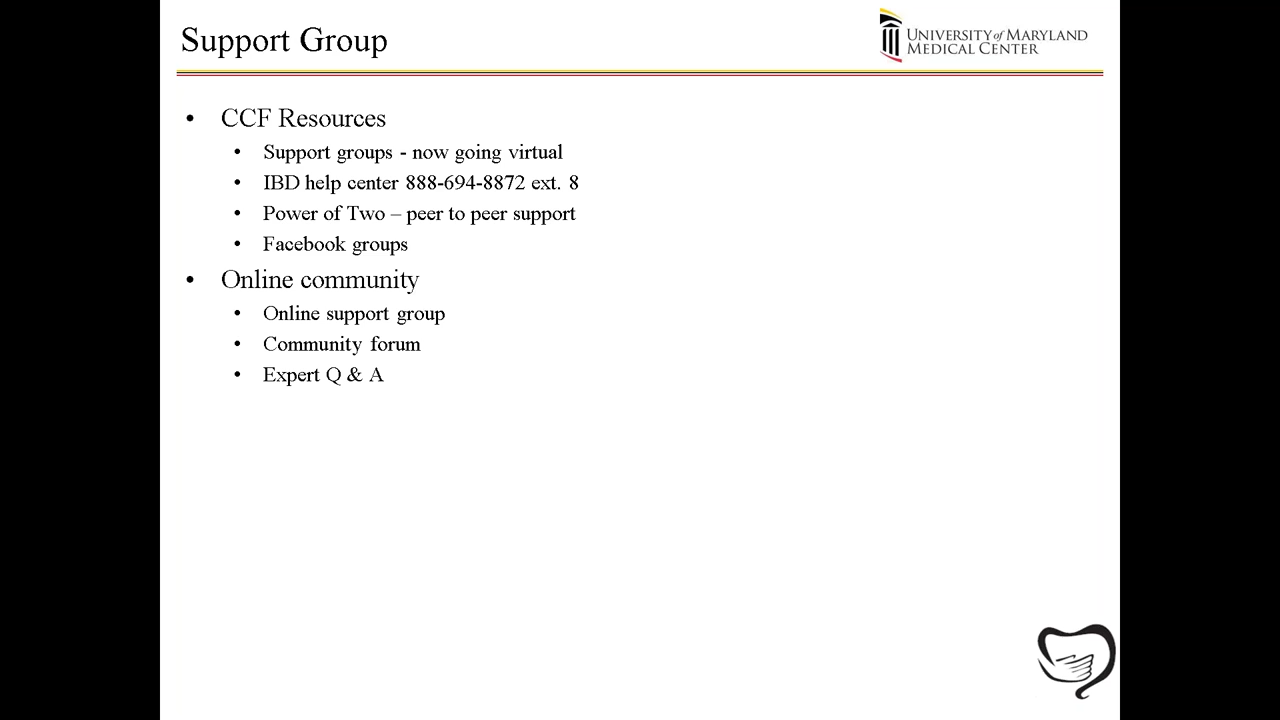 Support Group
UNIVERSITY of MARYLAND
MEDICAL CENTER
• CCF Resources
• Support groups - now going virtual
• IBD help center 888-694-8872 ext. 8
• Power of Two – peer to peer support
• Facebook groups
• Online community
• Online support group
• Community forum
• Expert Q & A